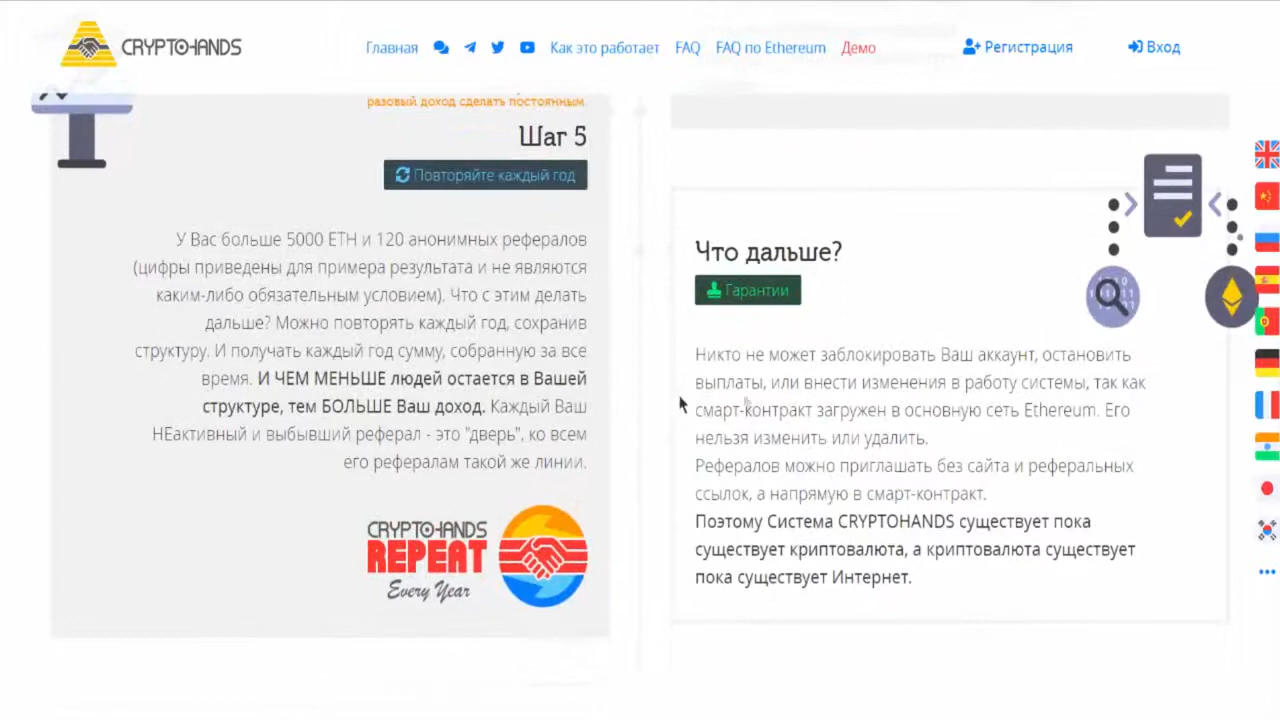 CRYPTOHANDS
Главная
Как это работает
FAQ
FAQ по Ethereum
Демо
Регистрация
Вход
разовый доход сделать постоянным.
Шаг 5
Повторяйте каждый год
У Вас больше 5000 ETH и 120 анонимных рефералов
(цифры приведены для примера результата и не являются
каким-либо обязательным условием). Что с этим делать
дальше? Можно повторять каждый год, сохранив
структуру. И получать каждый год сумму, собранную за все
время. И ЧЕМ МЕНЬШЕ людей остается в Вашей
структуре, тем БОЛЬШЕ Ваш доход. Каждый Ваш
НЕактивный и выбывший реферал - это "дверь", ко всем
его рефералам такой же линии.
CRYPTOHANDS
REPEAT
Every Year
Что дальше?
Гарантии
Никто не может заблокировать Ваш аккаунт, остановить
выплаты, или внести изменения в работу системы, так как
смарт-контракт загружен в основную сеть Ethereum. Его
нельзя изменить или удалить.
Рефералов можно приглашать без сайта и реферальных
ссылок, а напрямую в смарт-контракт.
Поэтому Система CRYPTOHANDS существует пока
существует криптовалюта, а криптовалюта существует
пока существует Интернет.